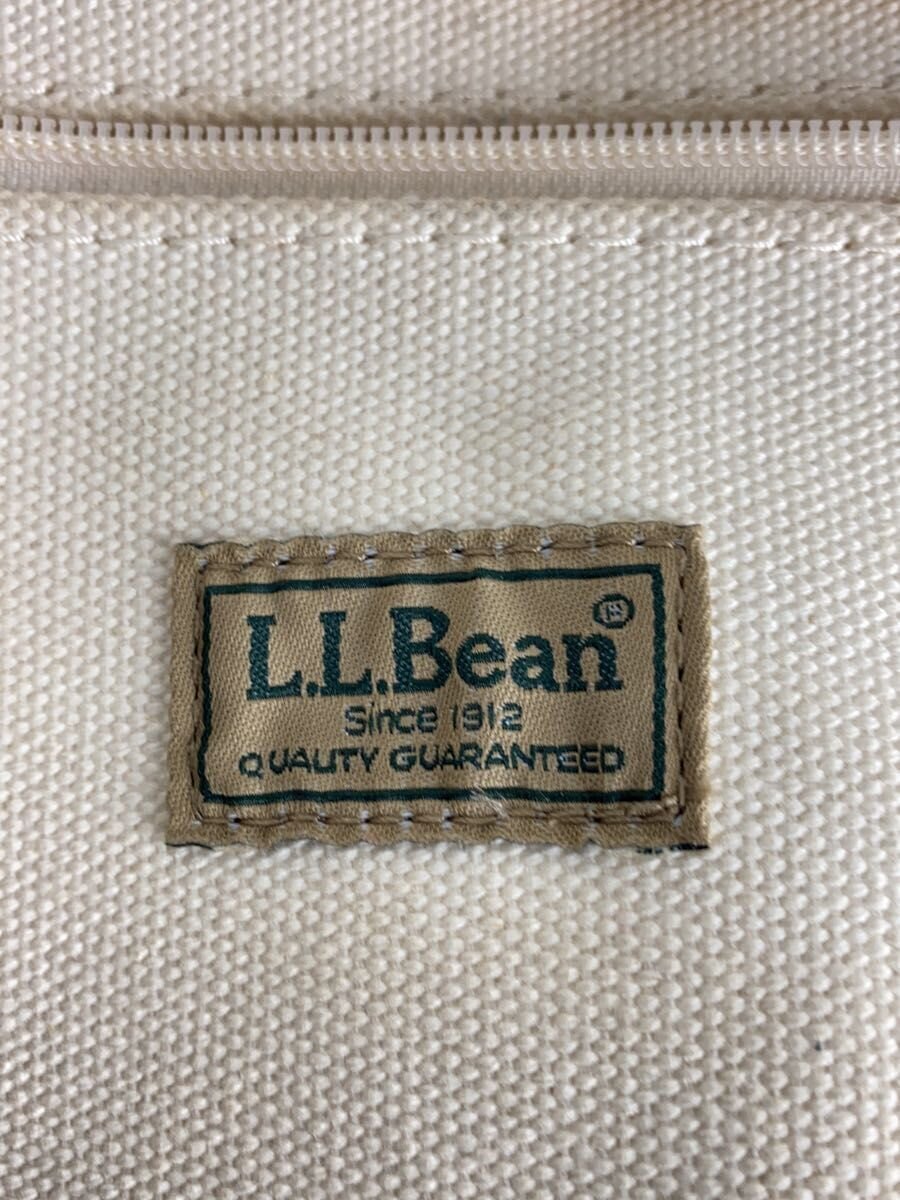 L.L.Bean®
Since 1912
QUALITY GUARANTEED